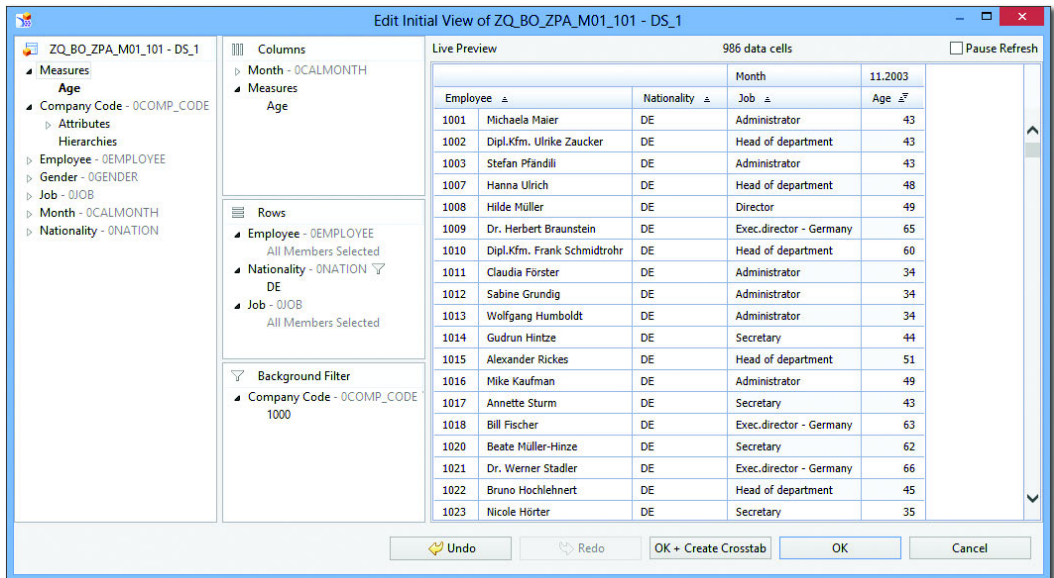 Edit Initial View of ZQ_BO_ZPA_M01_101 - DS_1
ZQ_BO_ZPA_M01_101 - DS_1
Measures
Age
Company Code - 0COMP_CODE
Attributes
Hierarchies
Employee - 0EMPLOYEE
Gender - 0GENDER
Job - 0JOB
Month - 0CALMONTH
Nationality - 0NATION
Columns
Month - 0CALMONTH
Measures
Age
Rows
Employee - 0EMPLOYEE
All Members Selected
Nationality - 0NATION
DE
Job - 0JOB
All Members Selected
Background Filter
Company Code - 0COMP_CODE
1000
Live Preview 986 data cells Pause Refresh
Month 11.2003
Employee Nationality Job Age
1001 Michaela Maier DE Administrator 43
1002 Dipl.Kfm. Ulrike Zaucker DE Head of department 43
1003 Stefan Pfändili DE Administrator 43
1007 Hanna Ulrich DE Head of department 48
1008 Hilde Müller DE Director 49
1009 Dr. Herbert Braunstein DE Exec.director - Germany 65
1010 Dipl.Kfm. Frank Schmidtrohr DE Head of department 60
1011 Claudia Förster DE Administrator 34
1012 Sabine Grundig DE Administrator 34
1013 Wolfgang Humboldt DE Administrator 34
1014 Gudrun Hintze DE Secretary 44
1015 Alexander Rickes DE Head of department 51
1016 Mike Kaufman DE Administrator 49
1017 Annette Sturm DE Secretary 43
1018 Bill Fischer DE Exec.director - Germany 63
1020 Beate Müller-Hinze DE Secretary 62
1021 Dr. Werner Stadler DE Exec.director - Germany 66
1022 Bruno Hochlehnert DE Head of department 45
1023 Nicole Hörter DE Secretary 35
Undo Redo OK + Create Crosstab OK Cancel